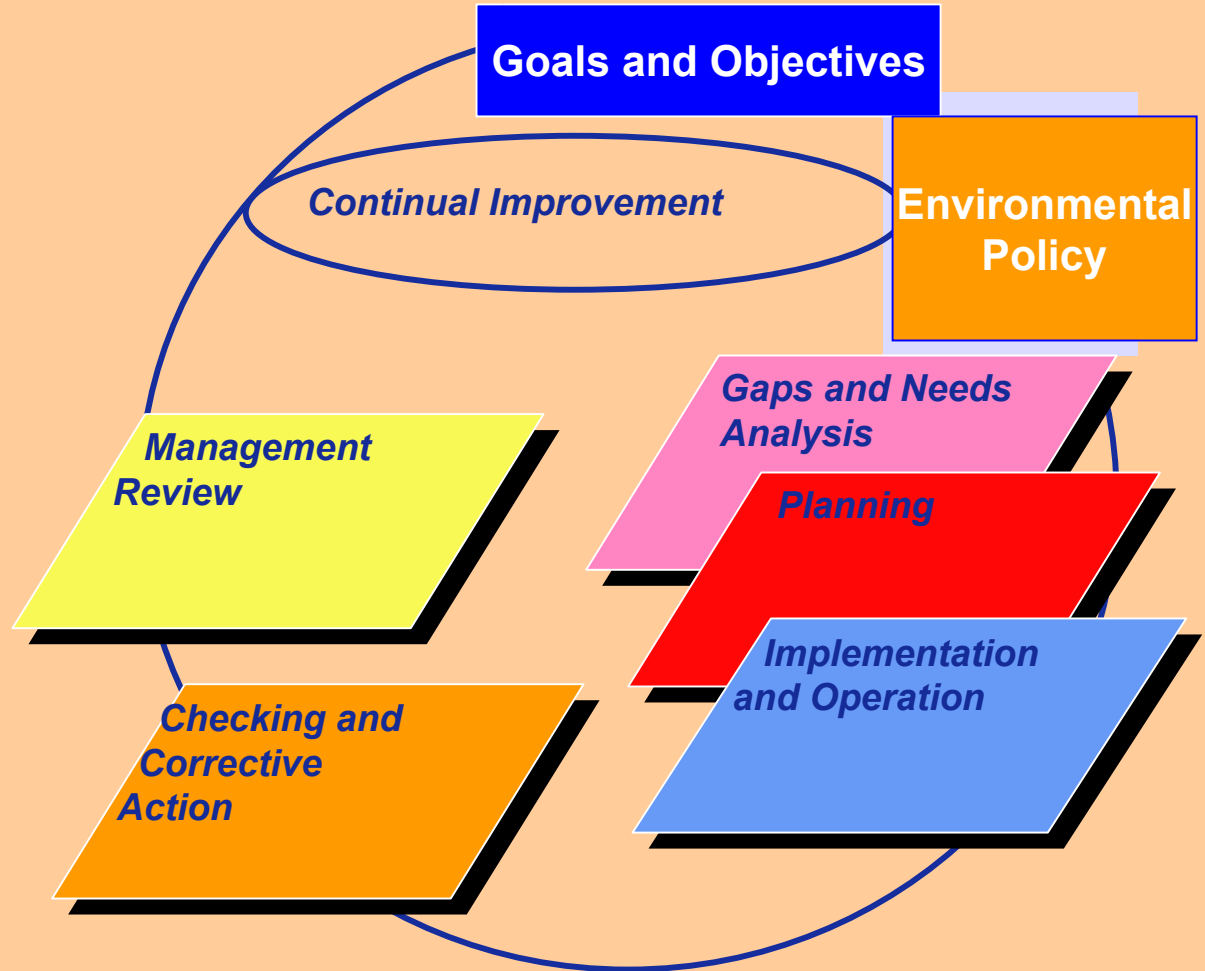 Goals and Objectives
Continual Improvement
Environmental
Policy
Gaps and Needs
Analysis
Management
Review
Planning
Implementation
and Operation
Checking and
Corrective
Action